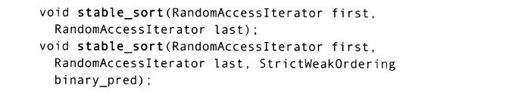 void stable_sort(RandomAccessIterator first,
RandomAccessIterator last);
void stable_sort(RandomAccessIterator first,
RandomAccessIterator last, StrictWeakOrdering
binary_pred);